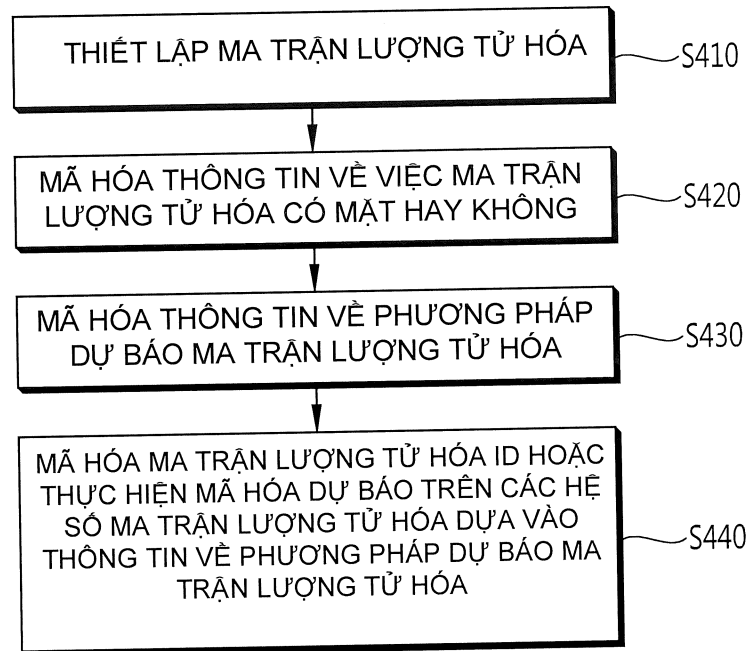 THIẾT LẬP MA TRẬN LƯỢNG TỬ HÓA
S410
MÃ HÓA THÔNG TIN VỀ VIỆC MA TRẬN
LƯỢNG TỬ HÓA CÓ MẶT HAY KHÔNG
S420
MÃ HÓA THÔNG TIN VỀ PHƯƠNG PHÁP
DỰ BÁO MA TRẬN LƯỢNG TỬ HÓA
S430
MÃ HÓA MA TRẬN LƯỢNG TỬ HÓA ID HOẶC
THỰC HIỆN MÃ HÓA DỰ BÁO TRÊN CÁC HỆ
SỐ MA TRẬN LƯỢNG TỬ HÓA DỰA VÀO
THÔNG TIN VỀ PHƯƠNG PHÁP DỰ BÁO MA
TRẬN LƯỢNG TỬ HÓA
S440